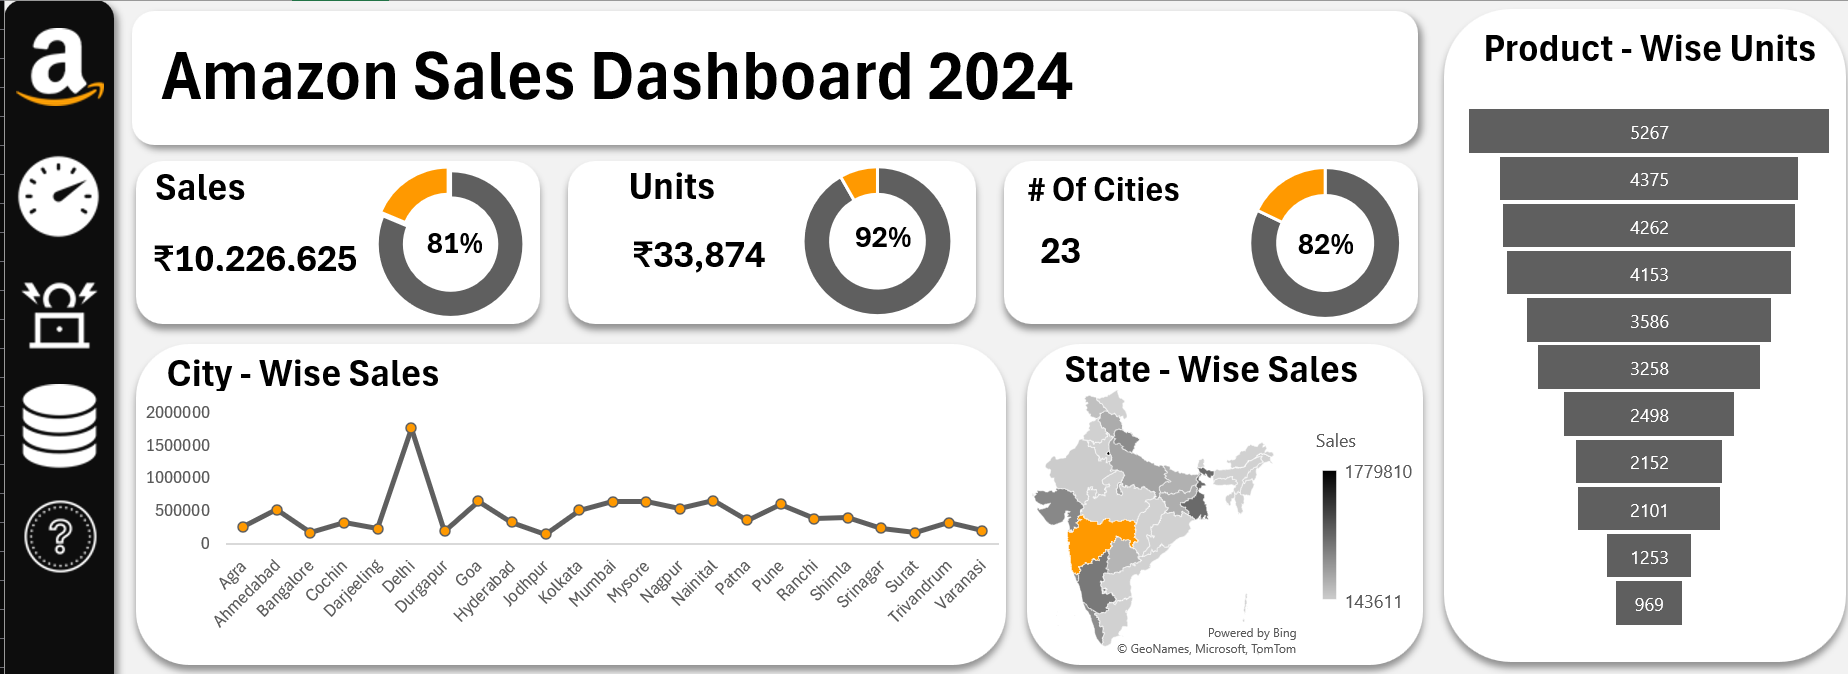 a
Amazon Sales Dashboard 2024
Sales
₹10,226,625
81%
Units
₹33,874
92%
# Of Cities
23
82%
City - Wise Sales
2000000
1500000
1000000
500000
0
Agra
Ahmedabad
Bangalore
Cochin
Darjeeling
Delhi
Durgapur
Goa
Hyderabad
Jodhpur
Kolkata
Mumbai
Mysore
Nagpur
Nainital
Patna
Pune
Ranchi
Shimla
Srinagar
Surat
Trivandrum
Varanasi
State - Wise Sales
Sales
1779810
143611
Powered by Bing
© GeoNames, Microsoft, TomTom
Product - Wise Units
5267
4375
4262
4153
3586
3258
2498
2152
2101
1253
969
?